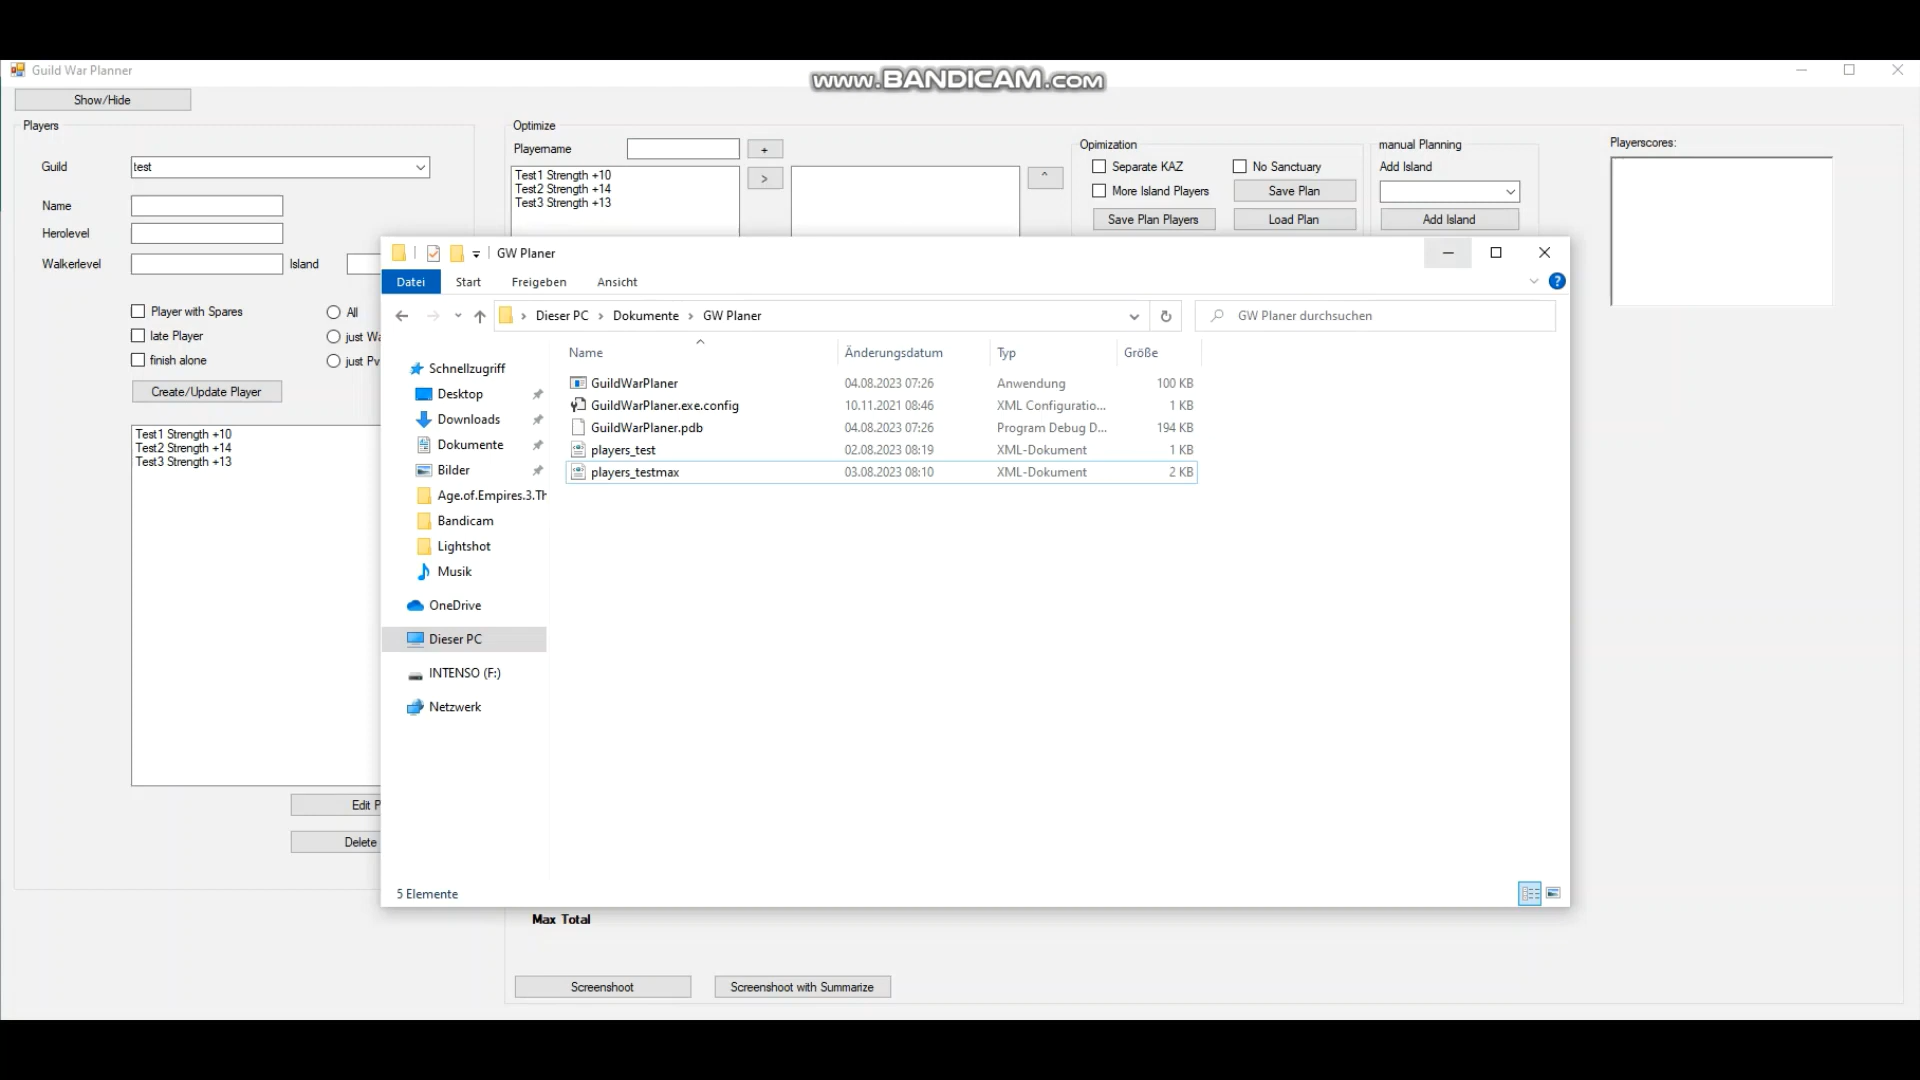 Guild War Planner
www.BANDICAM.com
Show/Hide
Players
Guild
test
Name
Herolevel
Walkerlevel
Island
Player with Spares
late Player
finish alone
All
just Wa
just Pv
Create/Update Player
Test1 Strength +10
Test2 Strength +14
Test3 Strength +13
Edit P
Delete
Optimize
Playername
+
Test1 Strength +10
Test2 Strength +14
Test3 Strength +13
>
^
Opimization
Separate KAZ
No Sanctuary
More Island Players
Save Plan
Save Plan Players
Load Plan
manual Planning
Add Island
Add Island
Playerscores:
GW Planer
Datei
Start
Freigeben
Ansicht
Dieser PC > Dokumente > GW Planer
GW Planer durchsuchen
Schnellzugriff
Desktop
Downloads
Dokumente
Bilder
Age.of.Empires.3.Th
Bandicam
Lightshot
Musik
OneDrive
Dieser PC
INTENSO (F:)
Netzwerk
Name Änderungsdatum Typ Größe
GuildWarPlaner 04.08.2023 07:26 Anwendung 100 KB
GuildWarPlaner.exe.config 10.11.2021 08:46 XML Configuratio... 1 KB
GuildWarPlaner.pdb 04.08.2023 07:26 Program Debug D... 194 KB
players_test 02.08.2023 08:19 XML-Dokument 1 KB
players_testmax 03.08.2023 08:10 XML-Dokument 2 KB
5 Elemente
Max Total
Screenshoot
Screenshoot with Summarize